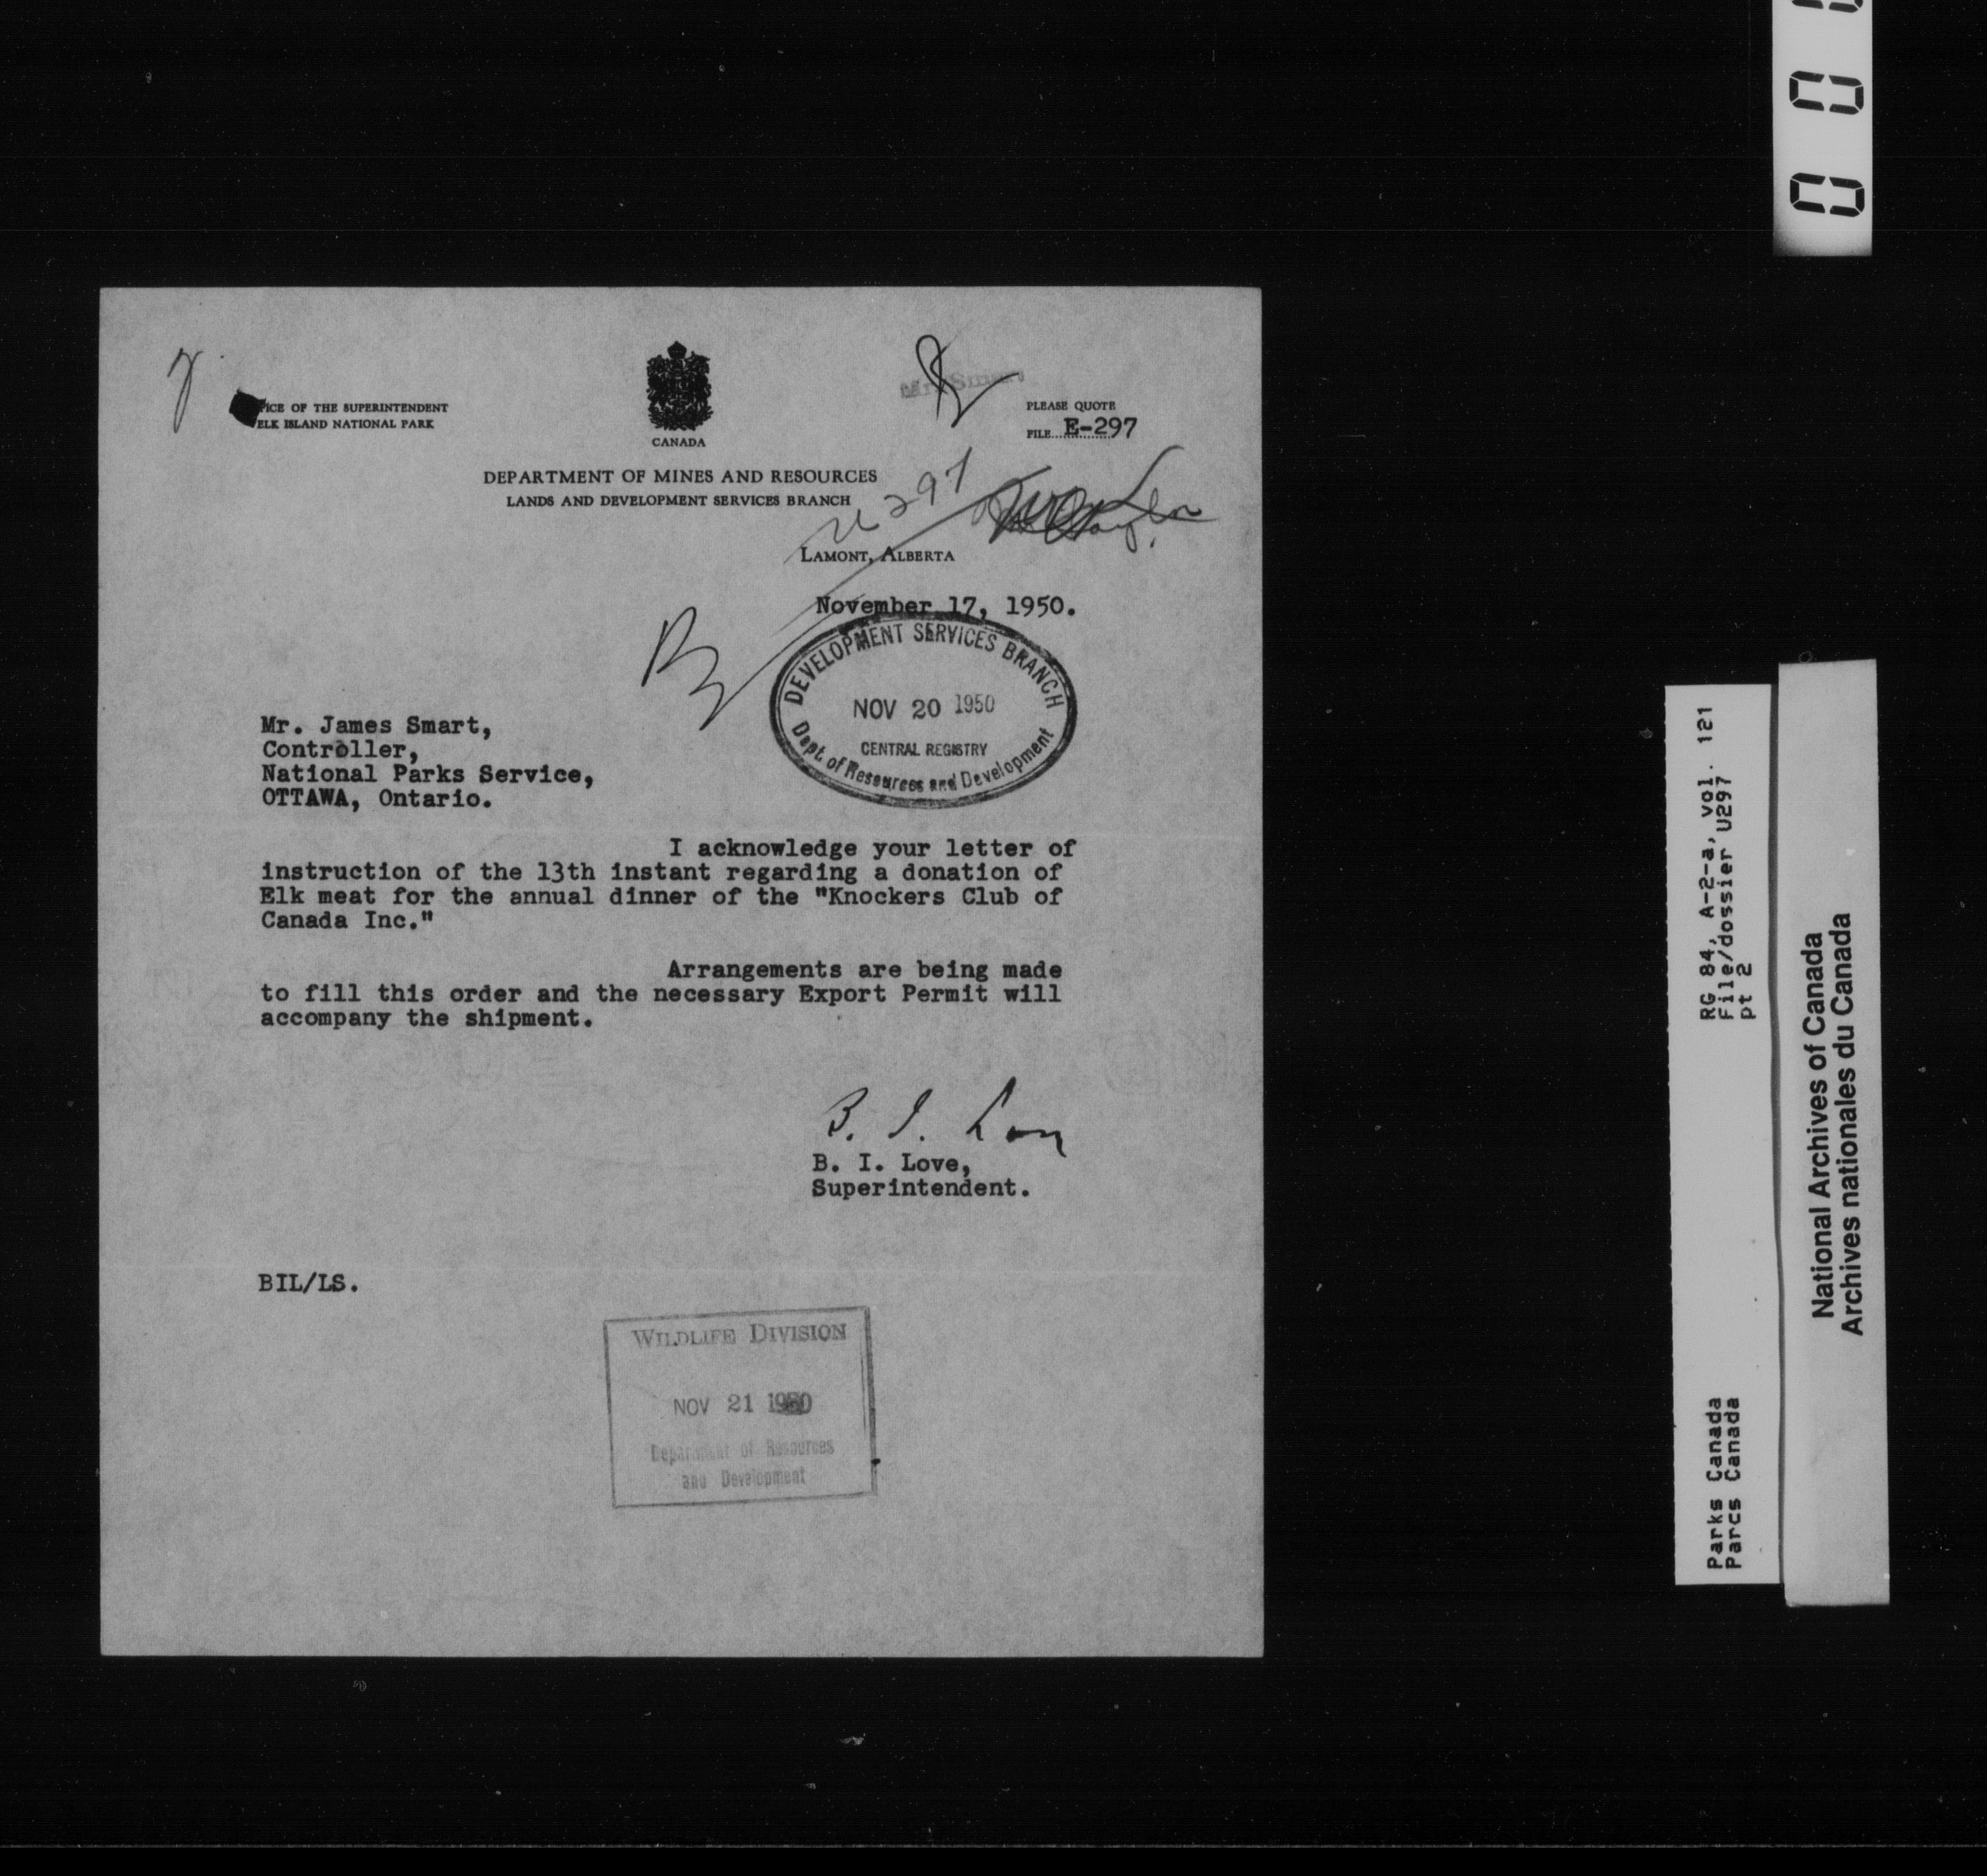 OFFICE OF THE SUPERINTENDENT
ELK ISLAND NATIONAL PARK
CANADA
Mr. Smart
PLEASE QUOTE
FILE E-297
DEPARTMENT OF MINES AND RESOURCES
LANDS AND DEVELOPMENT SERVICES BRANCH
U297
LAMONT, ALBERTA
November 17, 1950.
DEVELOPMENT SERVICES BRANCH
NOV 20 1950
CENTRAL REGISTRY
Dept. of Resources and Development
Mr. James Smart,
Controller,
National Parks Service,
OTTAWA, Ontario.
I acknowledge your letter of
instruction of the 13th instant regarding a donation of
Elk meat for the annual dinner of the "Knockers Club of
Canada Inc."
Arrangements are being made
to fill this order and the necessary Export Permit will
accompany the shipment.
B. I. Love
B. I. Love,
Superintendent.
BIL/LS.
WILDLIFE DIVISION
NOV 21 1950
Department of Resources
and Development
RG 84, A-2-a, vol. 121
File/dossier U297
pt 2
Parks Canada
Parcs Canada
National Archives of Canada
Archives nationales du Canada